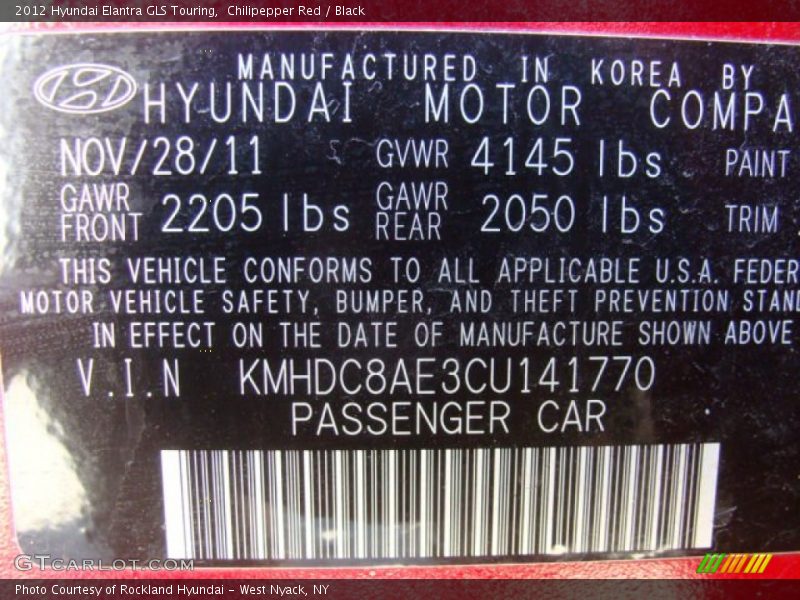 2012 Hyundai Elantra GLS Touring,  Chilipepper Red / Black
MANUFACTURED IN KOREA BY
HYUNDAI MOTOR COMPA
NOV/28/11 GVWR 4145 lbs PAINT
GAWR FRONT 2205 lbs GAWR REAR 2050 lbs TRIM
THIS VEHICLE CONFORMS TO ALL APPLICABLE U.S.A. FEDER
MOTOR VEHICLE SAFETY, BUMPER, AND THEFT PREVENTION STAN
IN EFFECT ON THE DATE OF MANUFACTURE SHOWN ABOVE
V.I.N KMHDC8AE3CU141770
PASSENGER CAR
GTcarlot.com
Photo Courtesy of Rockland Hyundai - West Nyack, NY